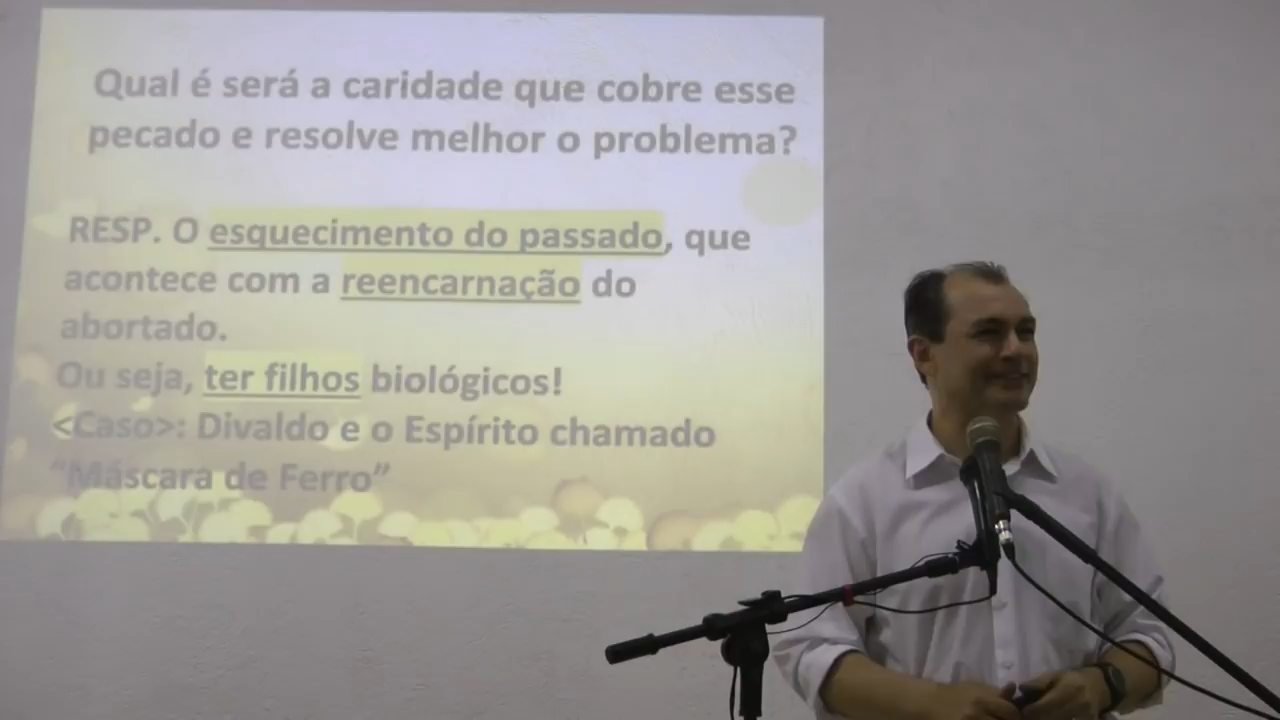 Qual é será a caridade que cobre esse
pecado e resolve melhor o problema?
RESP. O esquecimento do passado, que
acontece com a reencarnação do
abortado.
Ou seja, ter filhos biológicos!
<Caso>: Divaldo e o Espírito chamado
“Máscara de Ferro”